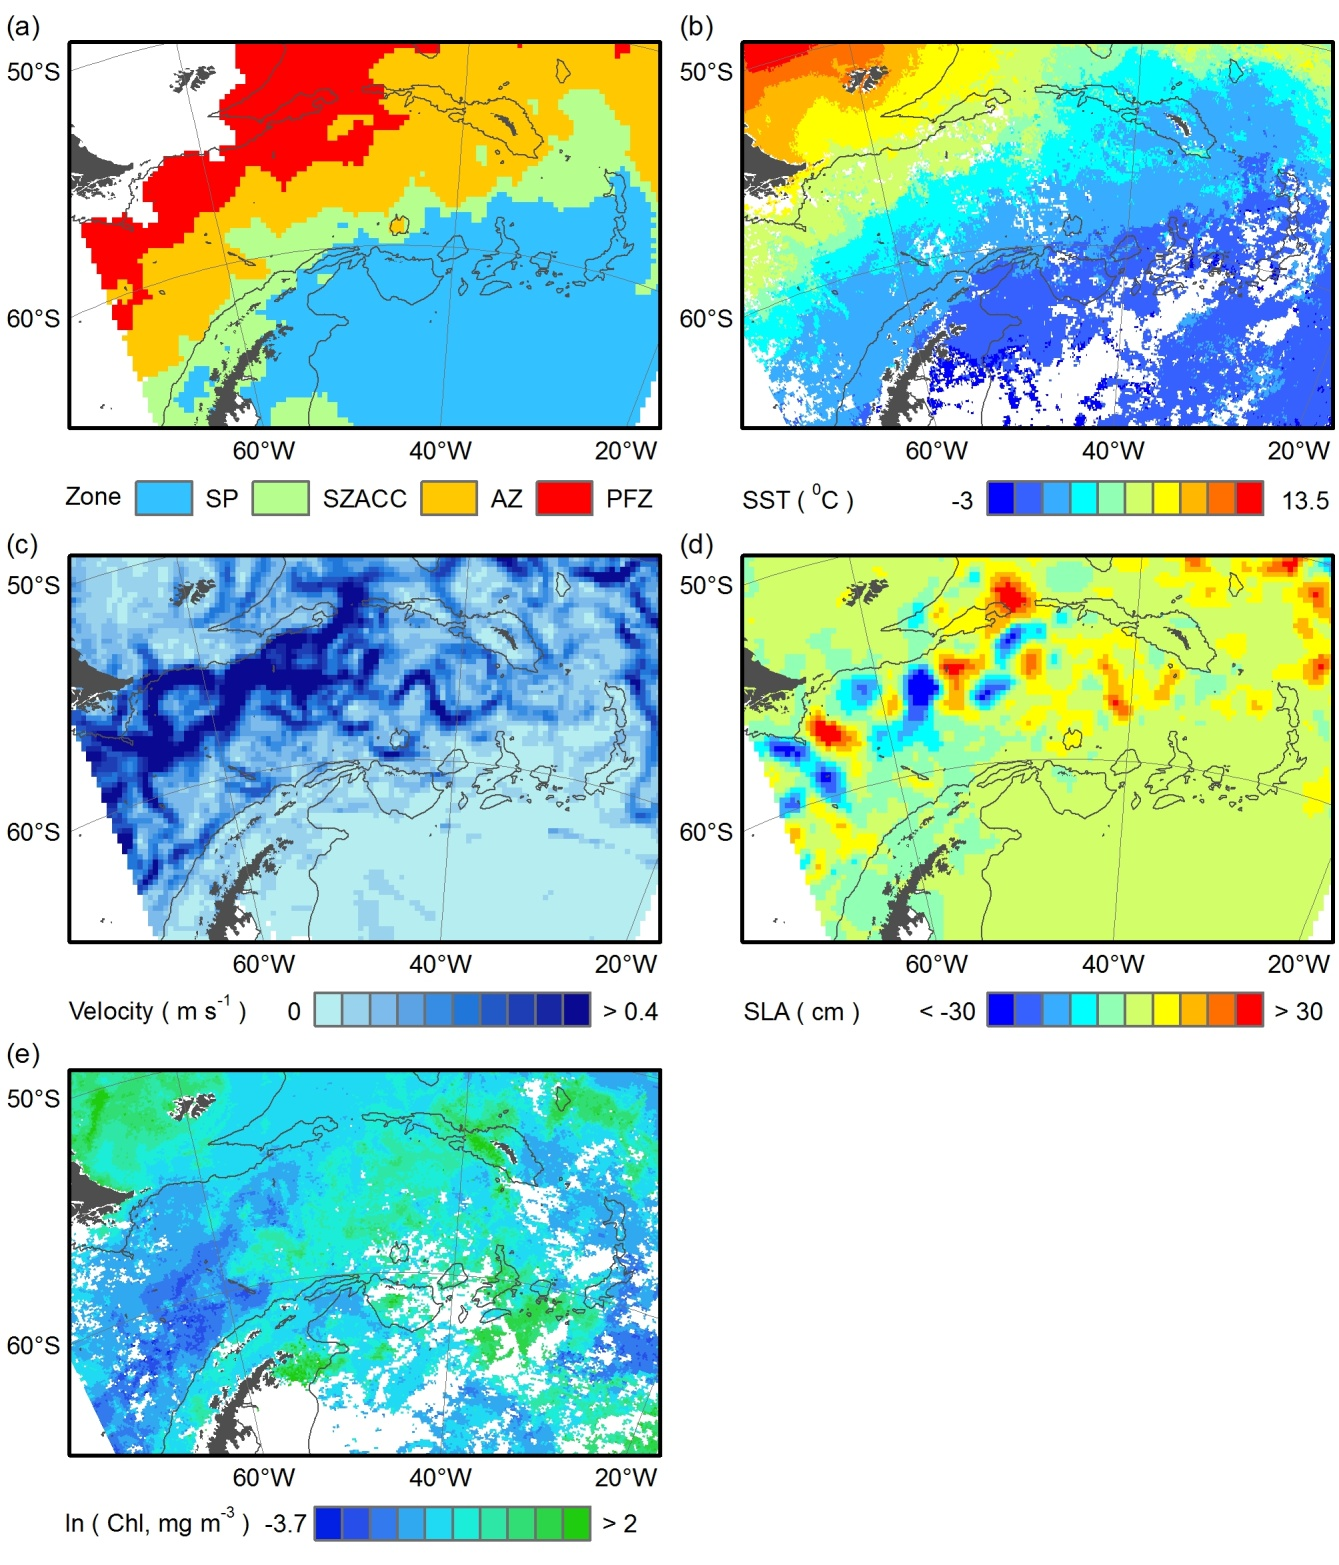 (a)
(b)
50°S
60°S
60°W 40°W 20°W
50°S
60°S
60°W 40°W 20°W
Zone SP SZACC AZ PFZ
SST ( ⁰C ) -3 13.5
(c)
(d)
50°S
60°S
60°W 40°W 20°W
50°S
60°S
60°W 40°W 20°W
Velocity ( m s⁻¹ ) 0 > 0.4
SLA ( cm ) < -30 > 30
(e)
50°S
60°S
60°W 40°W 20°W
ln ( Chl, mg m⁻³ ) -3.7 > 2